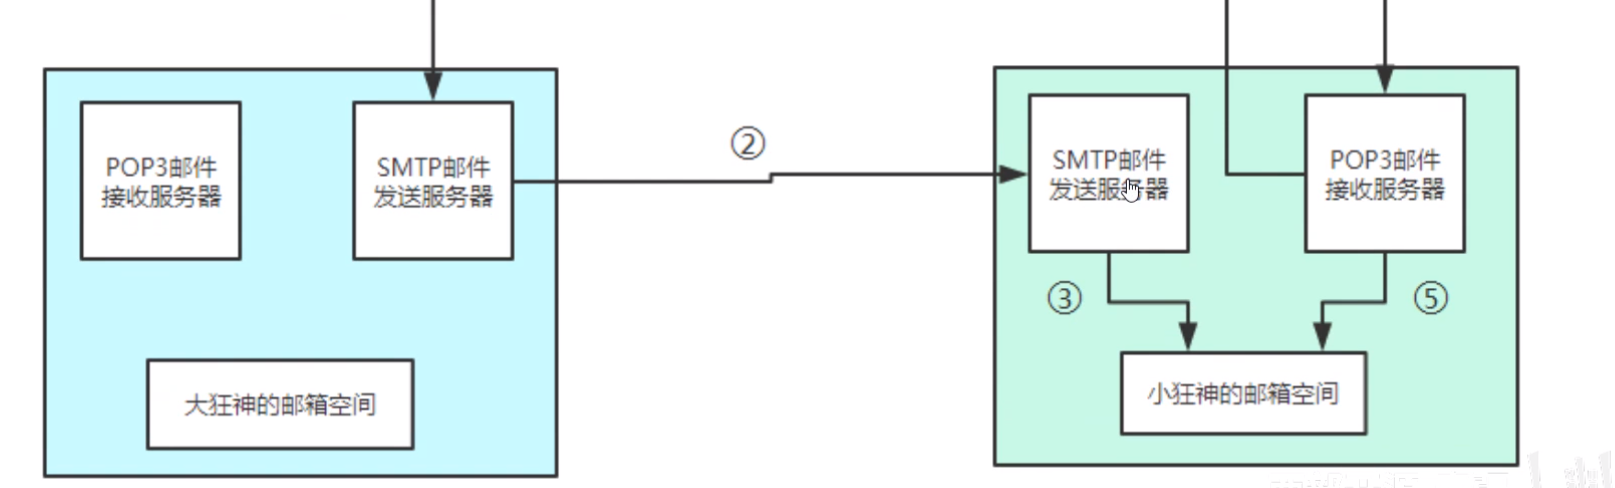 POP3邮件
接收服务器
SMTP邮件
发送服务器
②
SMTP邮件
发送服务器
POP3邮件
接收服务器
③
⑤
大狂神的邮箱空间
小狂神的邮箱空间